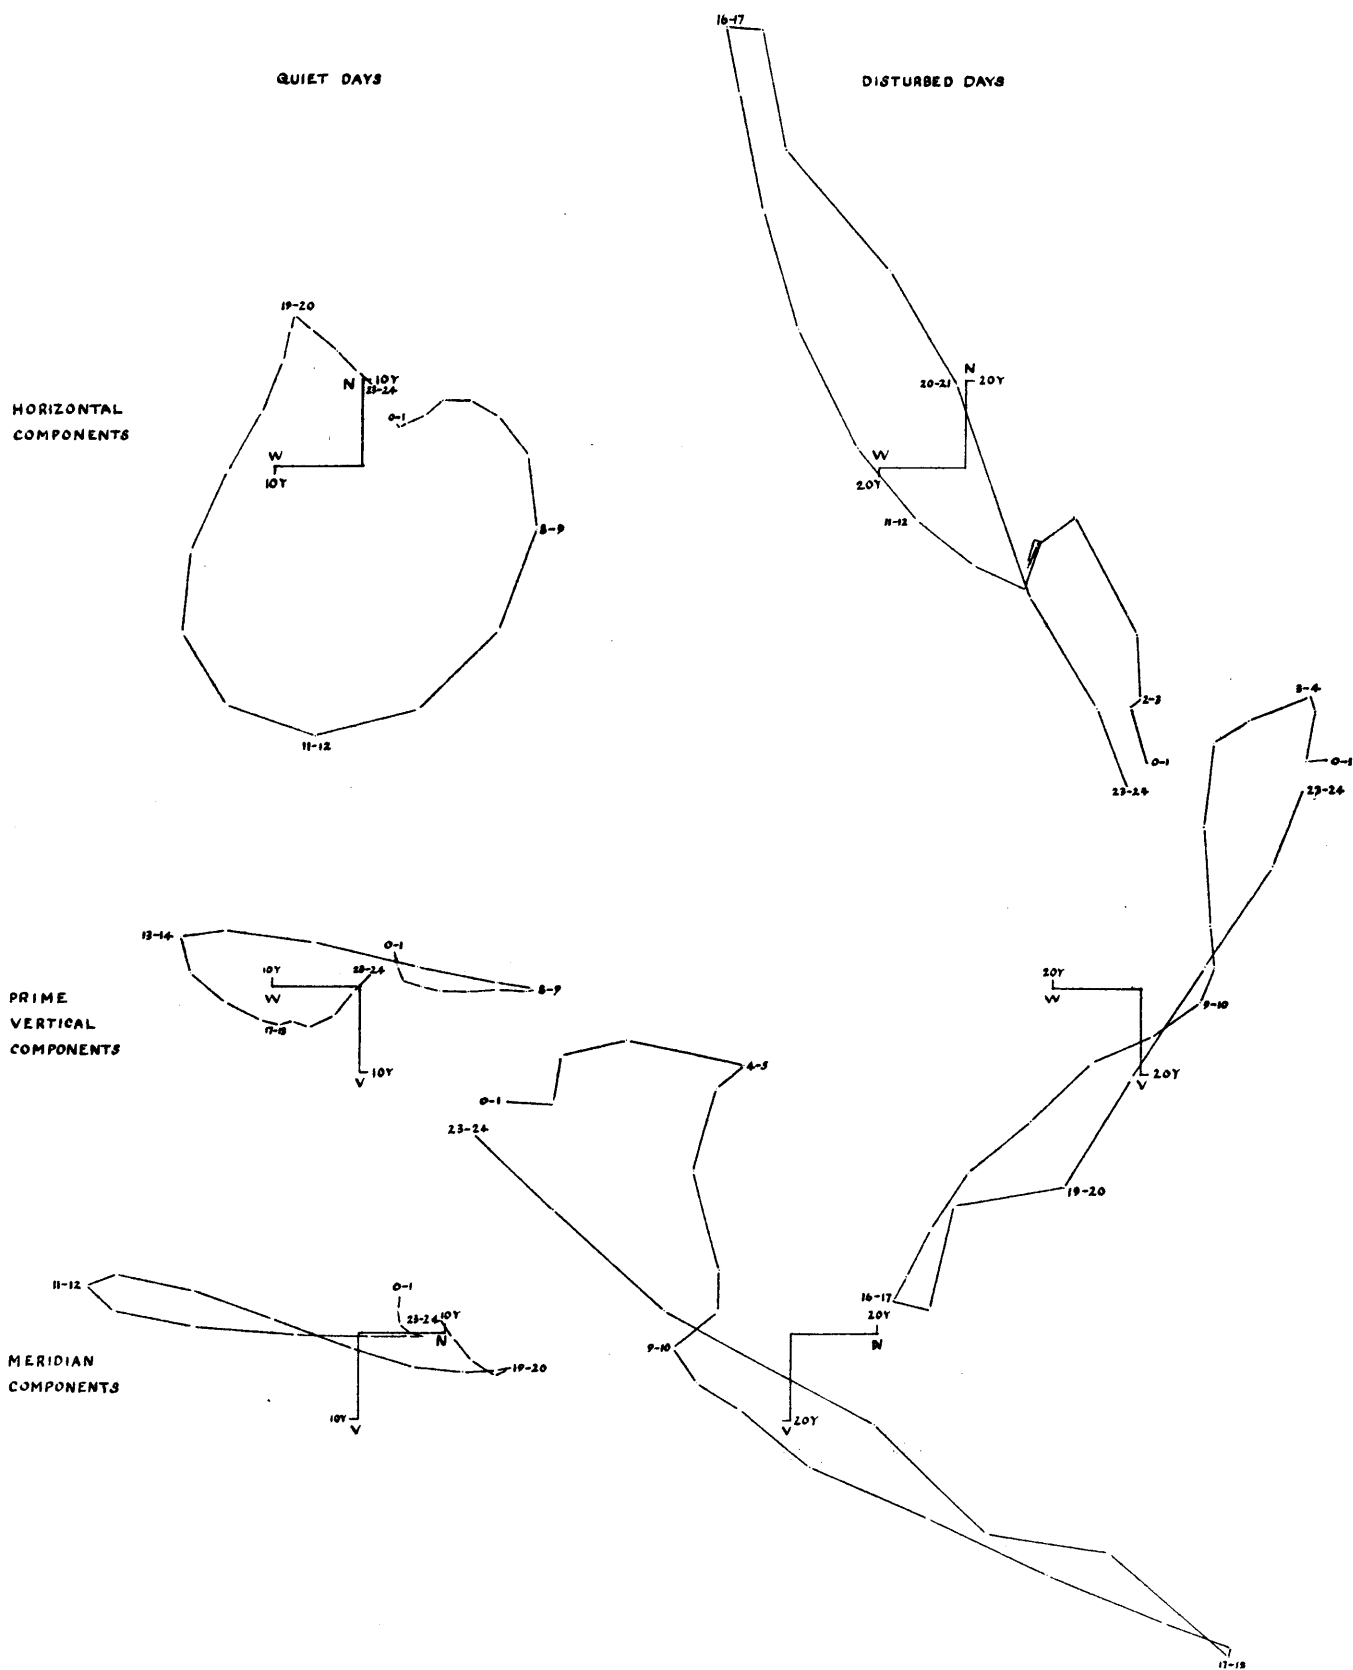 16-17
QUIET DAYS
DISTURBED DAYS
19-20
N
10γ
23-24
0-1
W
10γ
8-9
11-12
HORIZONTAL
COMPONENTS
N
20γ
20-21
W
20γ
11-12
2-3
0-1
23-24
3-4
0-1
23-24
13-14
0-1
10γ
23-24
W
8-9
17-18
10γ
V
PRIME
VERTICAL
COMPONENTS
20γ
W
9-10
20γ
V
19-20
16-17
4-5
0-1
23-24
11-12
0-1
23-24
10γ
N
19-20
10γ
V
MERIDIAN
COMPONENTS
9-10
20γ
N
20γ
V
17-18